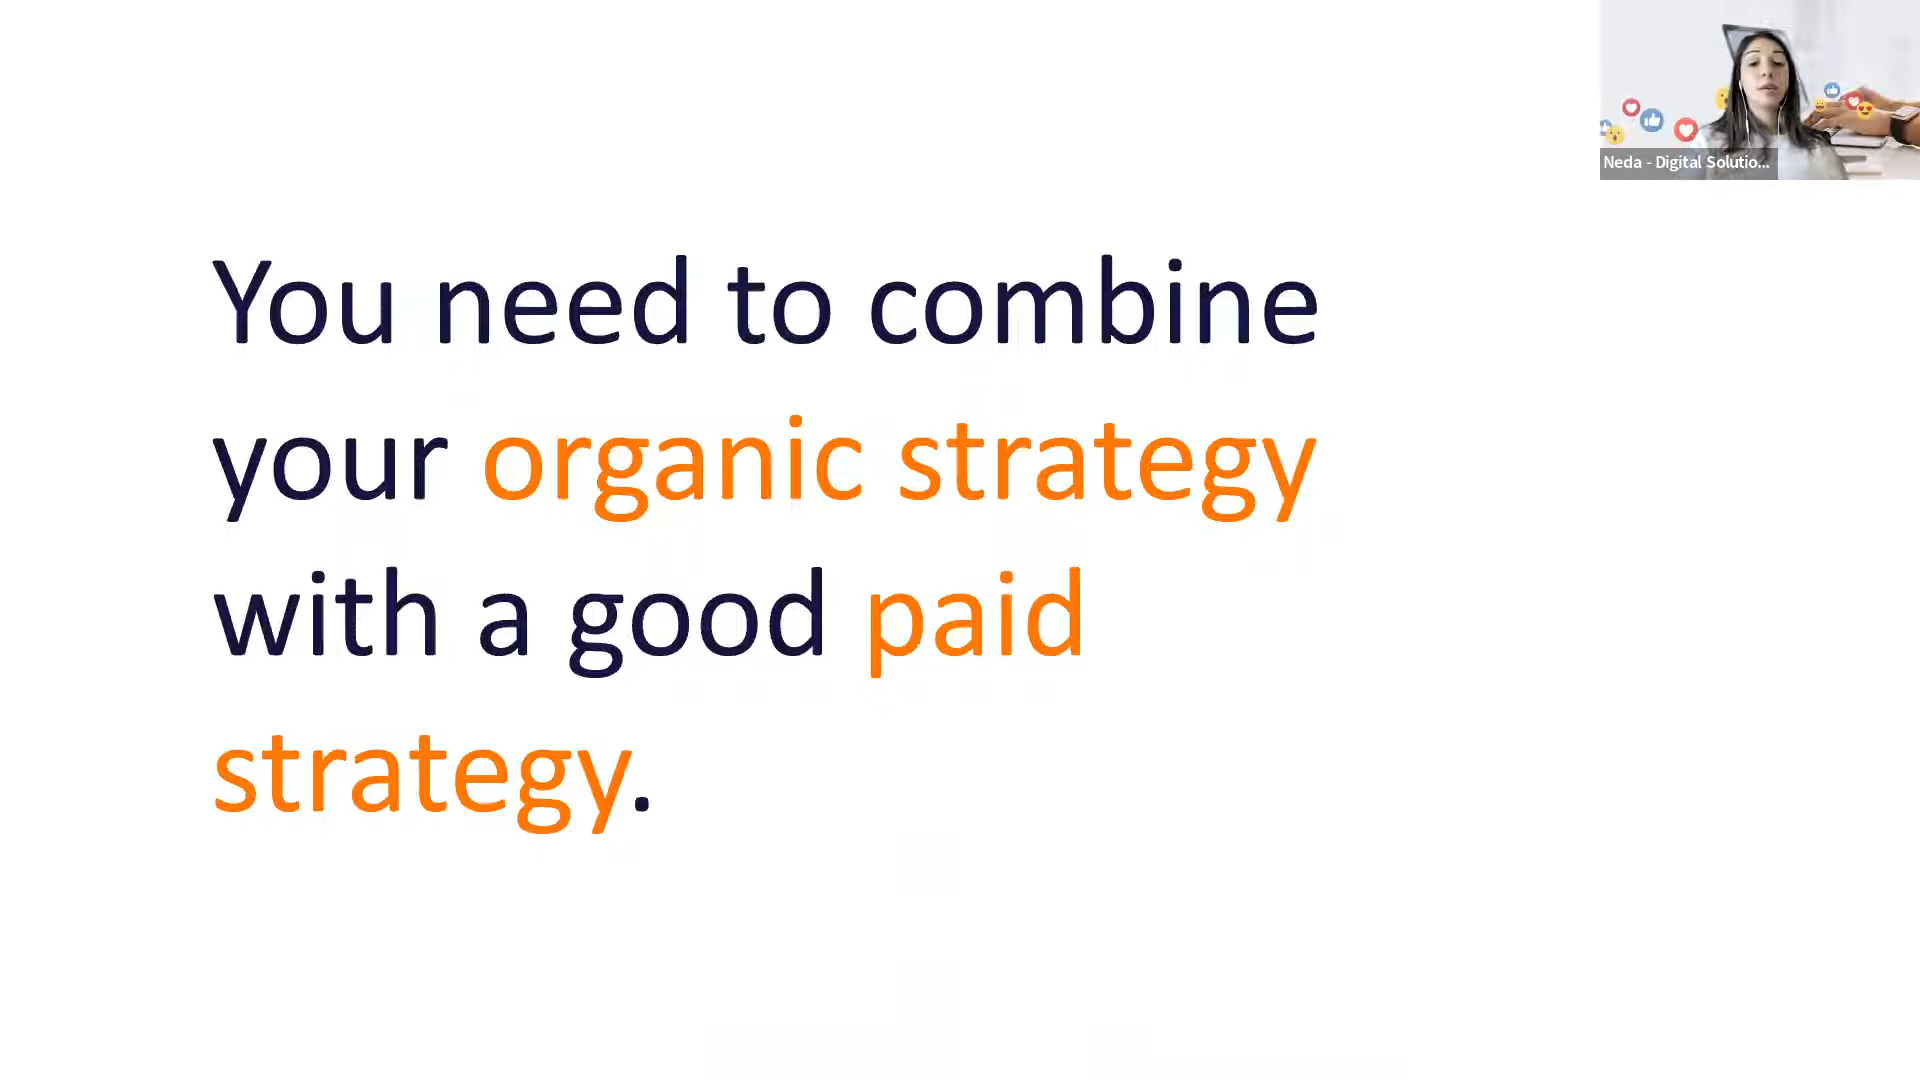 Neda - Digital Solutio...
You need to combine
your organic strategy
with a good paid
strategy.